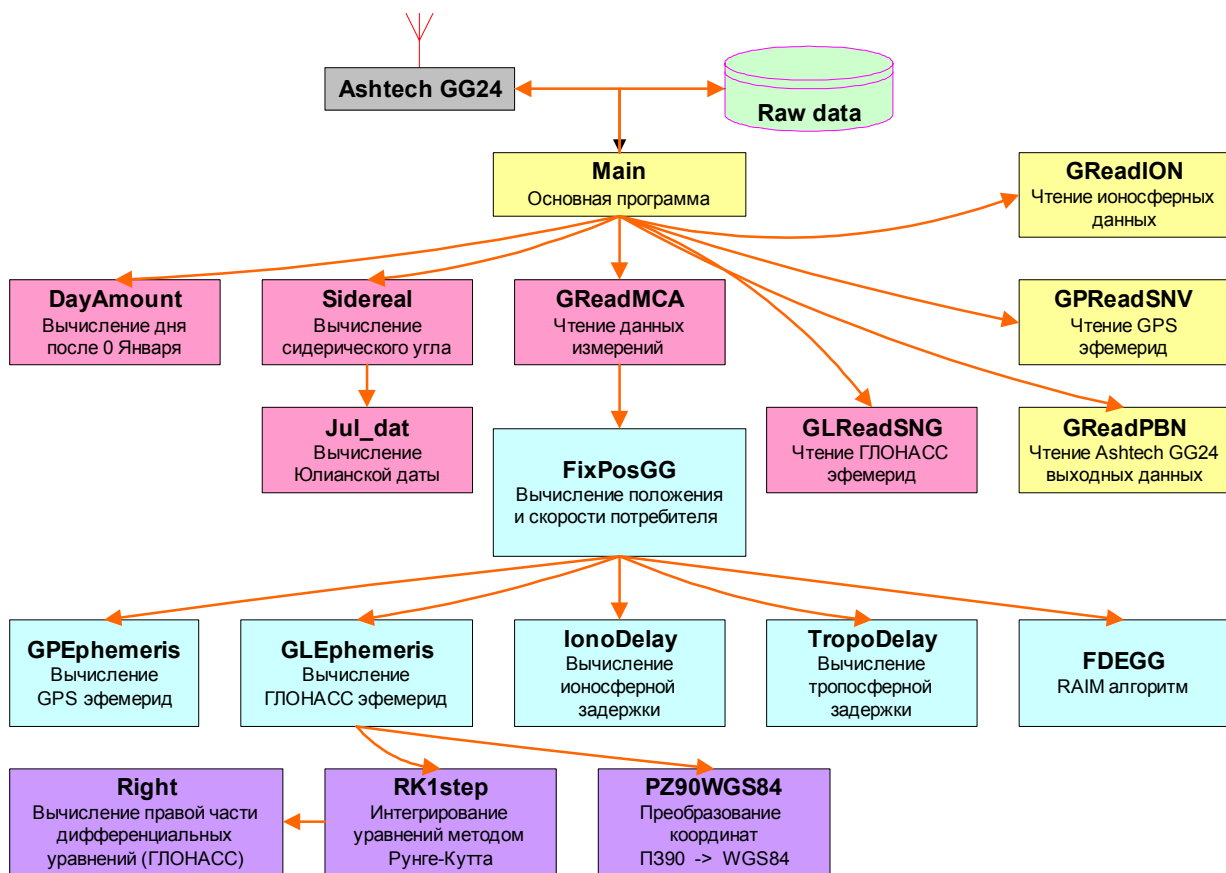 Ashtech GG24
Raw data
Main
Основная программа
GReadION
Чтение ионосферных
данных
DayAmount
Вычисление дня
после 0 Января
Sidereal
Вычисление
сидерического угла
GReadMCA
Чтение данных
измерений
GPReadSNV
Чтение GPS
эфемерид
Jul_dat
Вычисление
Юлианской даты
FixPosGG
Вычисление положения
и скорости потребителя
GLReadSNG
Чтение ГЛОНАСС
эфемерид
GReadPBN
Чтение Ashtech GG24
выходных данных
GPEphemeris
Вычисление
GPS эфемерид
GLEphemeris
Вычисление
ГЛОНАСС эфемерид
IonoDelay
Вычисление
ионосферной
задержки
TropoDelay
Вычисление
тропосферной
задержки
FDEGG
RAIM алгоритм
Right
Вычисление правой части
дифференциальных
уравнений (ГЛОНАСС)
RK1step
Интегрирование
уравнений методом
Рунге-Кутта
PZ90WGS84
Преобразование
координат
ПЗ90 -> WGS84